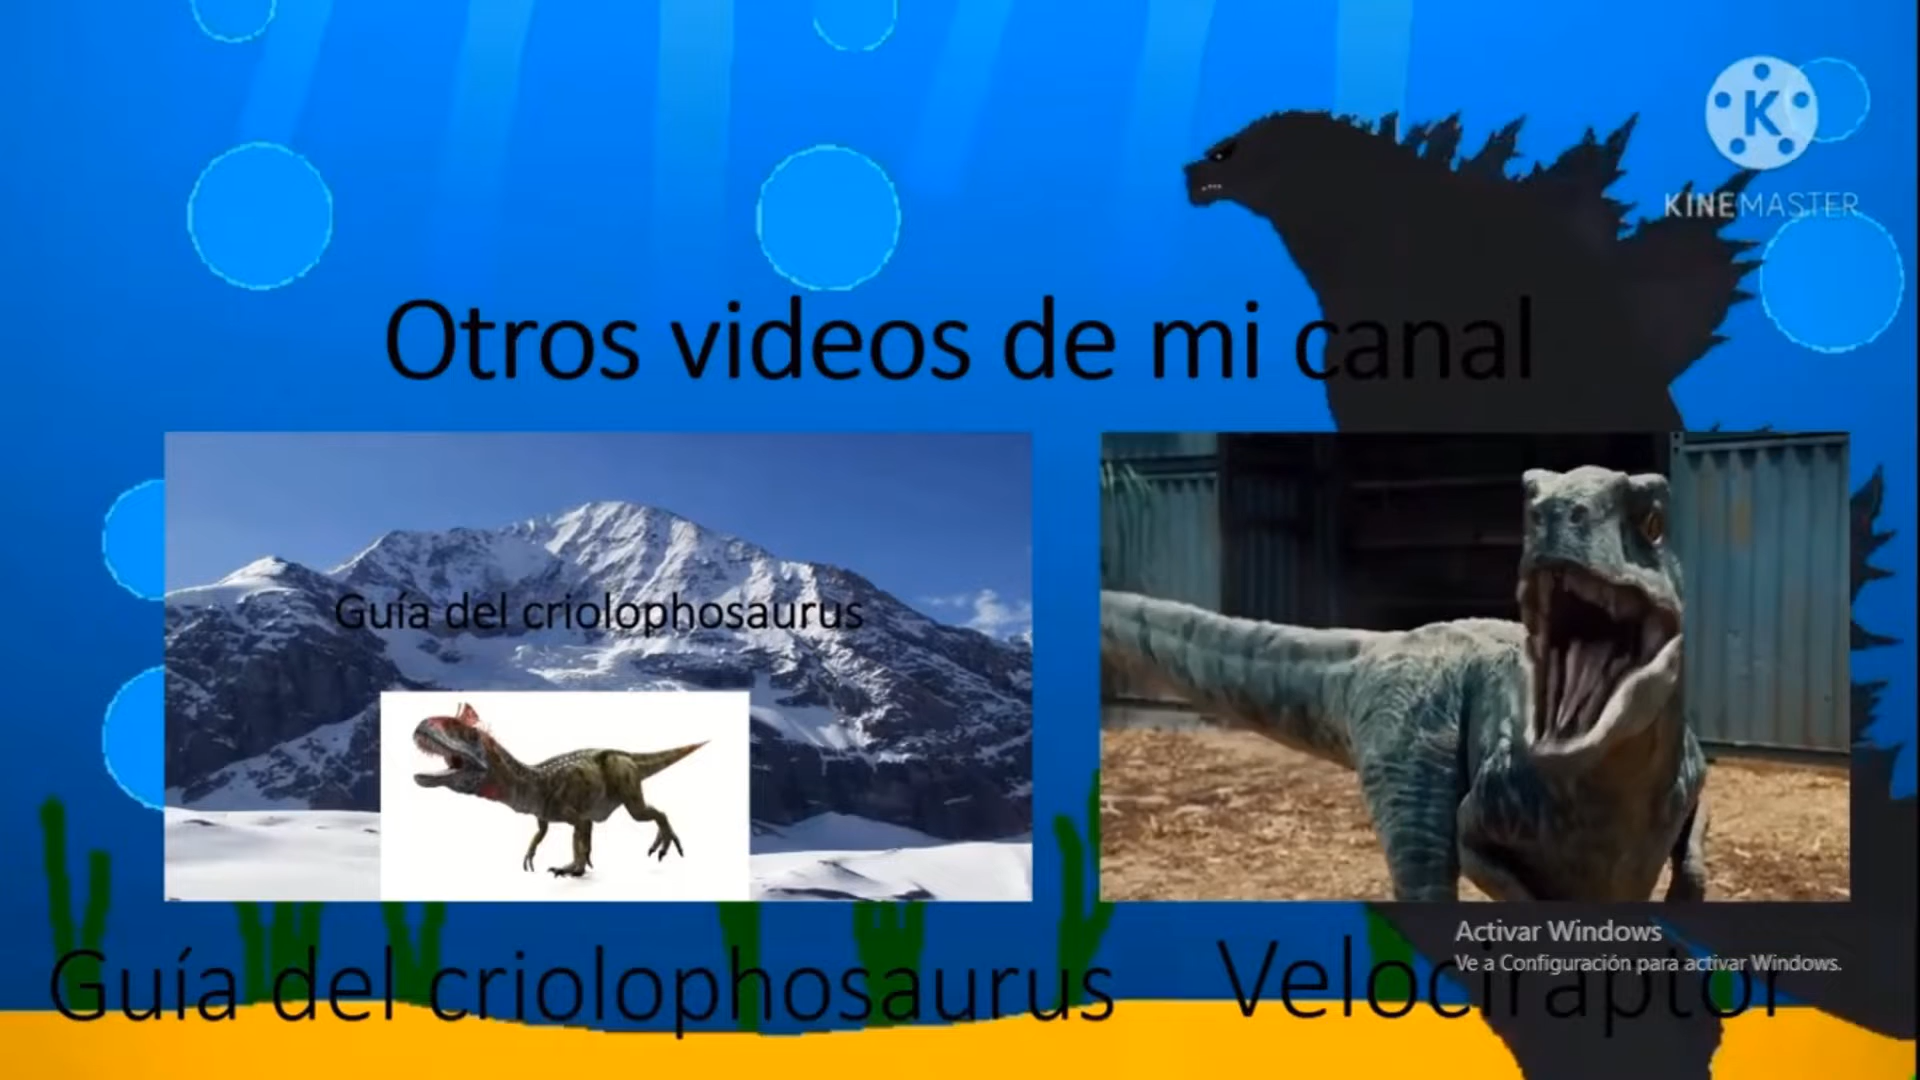 K
KINEMASTER
Otros videos de mi canal
Guía del criolophosaurus
Guía del criolophosaurus
Velociraptor
Activar Windows
Ve a Configuración para activar Windows.